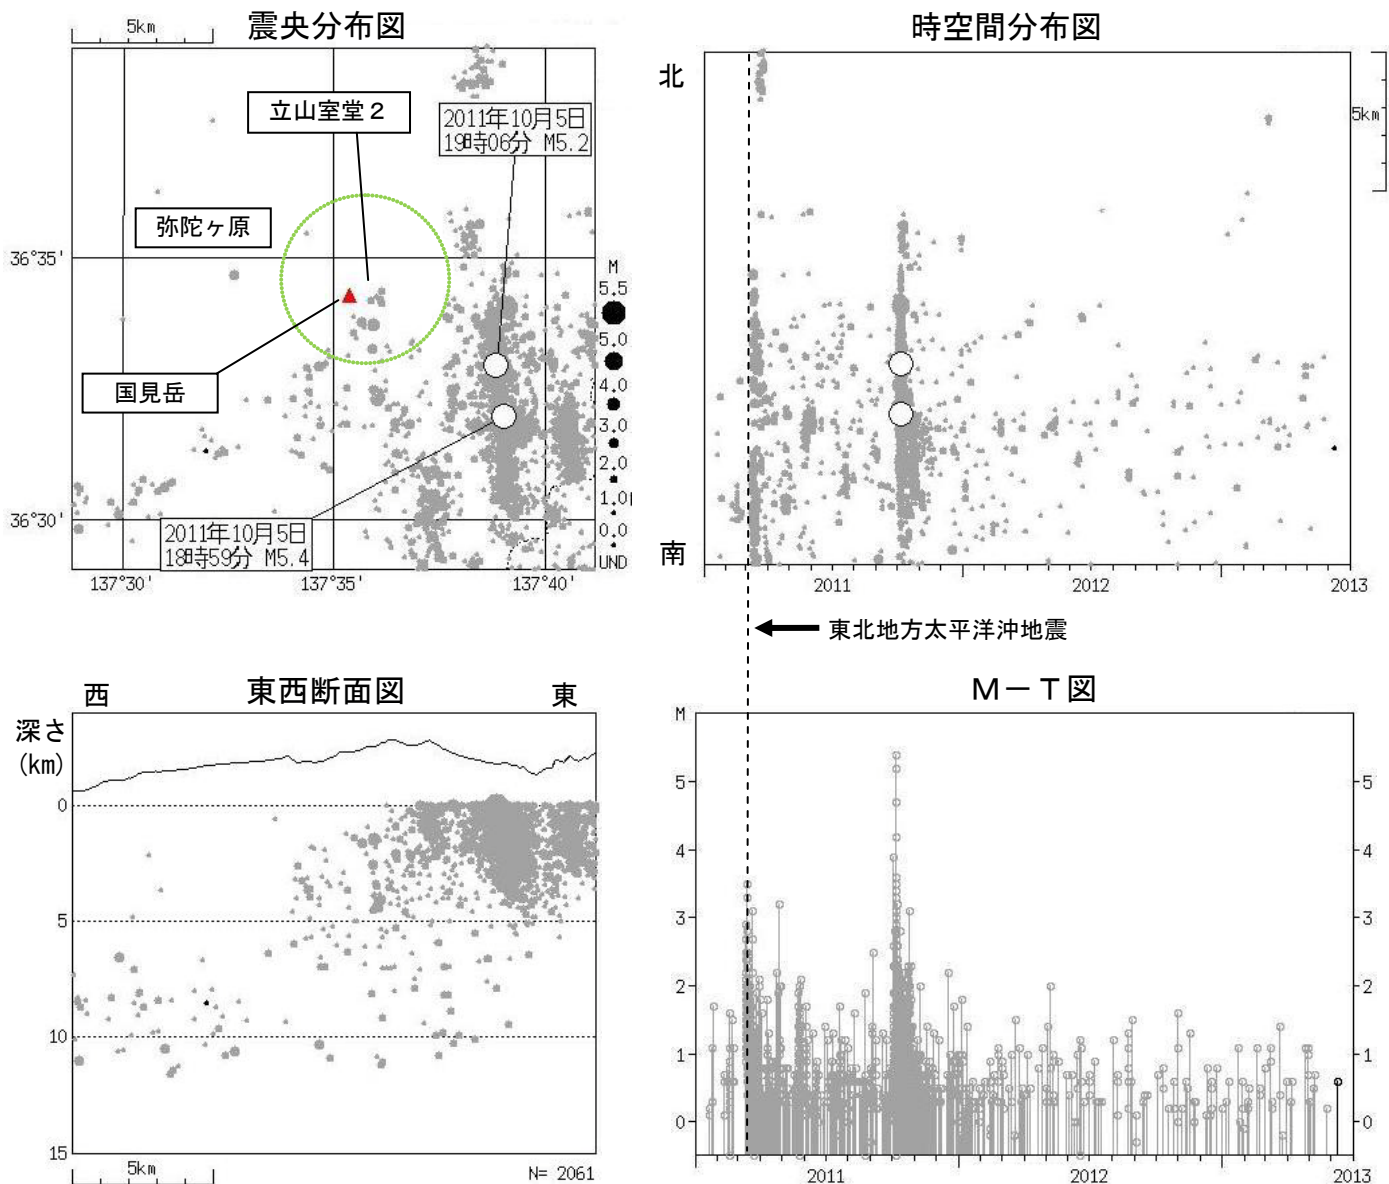 5km
震央分布図
立山室堂２
2011年10月5日
19時06分 M5.2
弥陀ヶ原
36°35'
国見岳
36°30'
2011年10月5日
18時59分 M5.4
137°30'
137°35'
137°40'
M
5.5
5.0
4.0
3.0
2.0
1.0
0.0
UND
時空間分布図
北
5km
南
2011
2012
2013
東北地方太平洋沖地震
東西断面図
西
東
深さ
(km)
0
5
10
15
5km
N= 2061
Ｍ－Ｔ図
M
5
4
3
2
1
0
5
4
3
2
1
0
2011
2012
2013